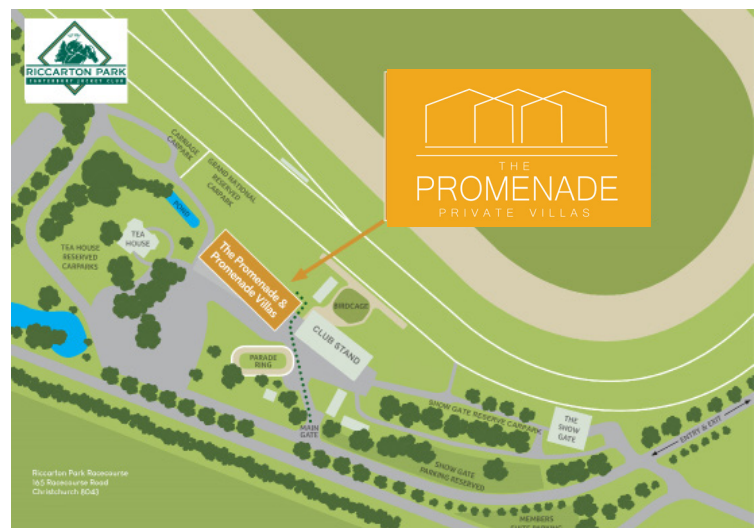 RICCARTON PARK
CANTERBURY JOCKEY CLUB
THE
PROMENADE
PRIVATE VILLAS
CARRIAGE
CARPARK
GRAND NATIONAL
RESERVED
CARPARK
POND
TEA
HOUSE
TEA HOUSE
RESERVED
CARPARKS
The Promenade &
Promenade Villas
BIRDCAGE
CLUB STAND
PARADE
RING
MAIN
GATE
SHOW GATE RESERVE CARPARK
THE
SHOW
GATE
ENTRY & EXIT
SHOW GATE
PARKING RESERVED
Riccarton Park Racecourse
165 Racecourse Road
Christchurch 8042
MEMBERS